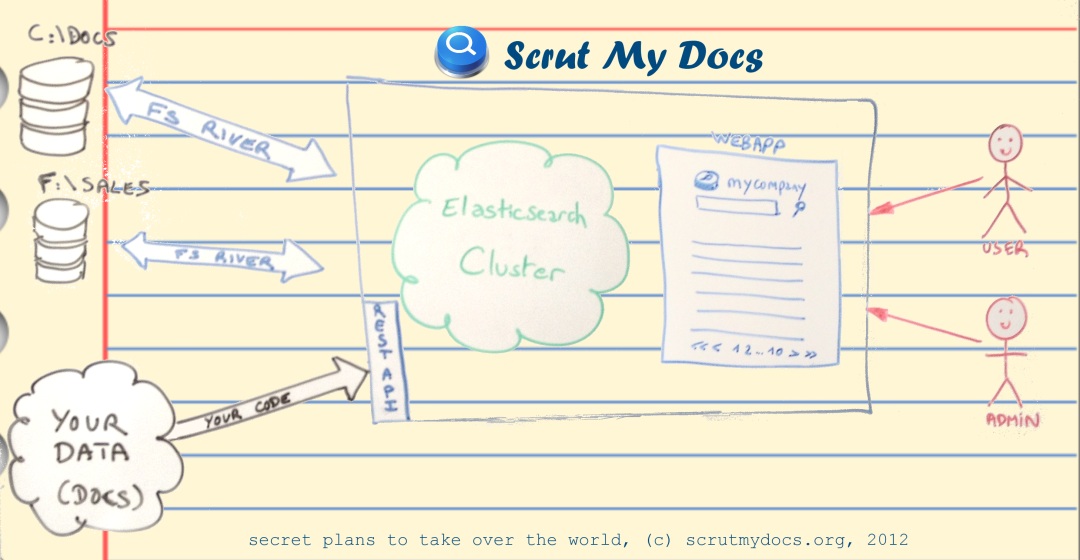 Scrut My Docs
C:\DOCS
FS RIVER
F:\SALES
FS RIVER
YOUR
DATA
(DOCS)
YOUR CODE
REST API
Elasticsearch
Cluster
WEBAPP
mycompany
<<< 1 2 ... 10 > >>
USER
ADMIN
secret plans to take over the world, (c) scrutmydocs.org, 2012